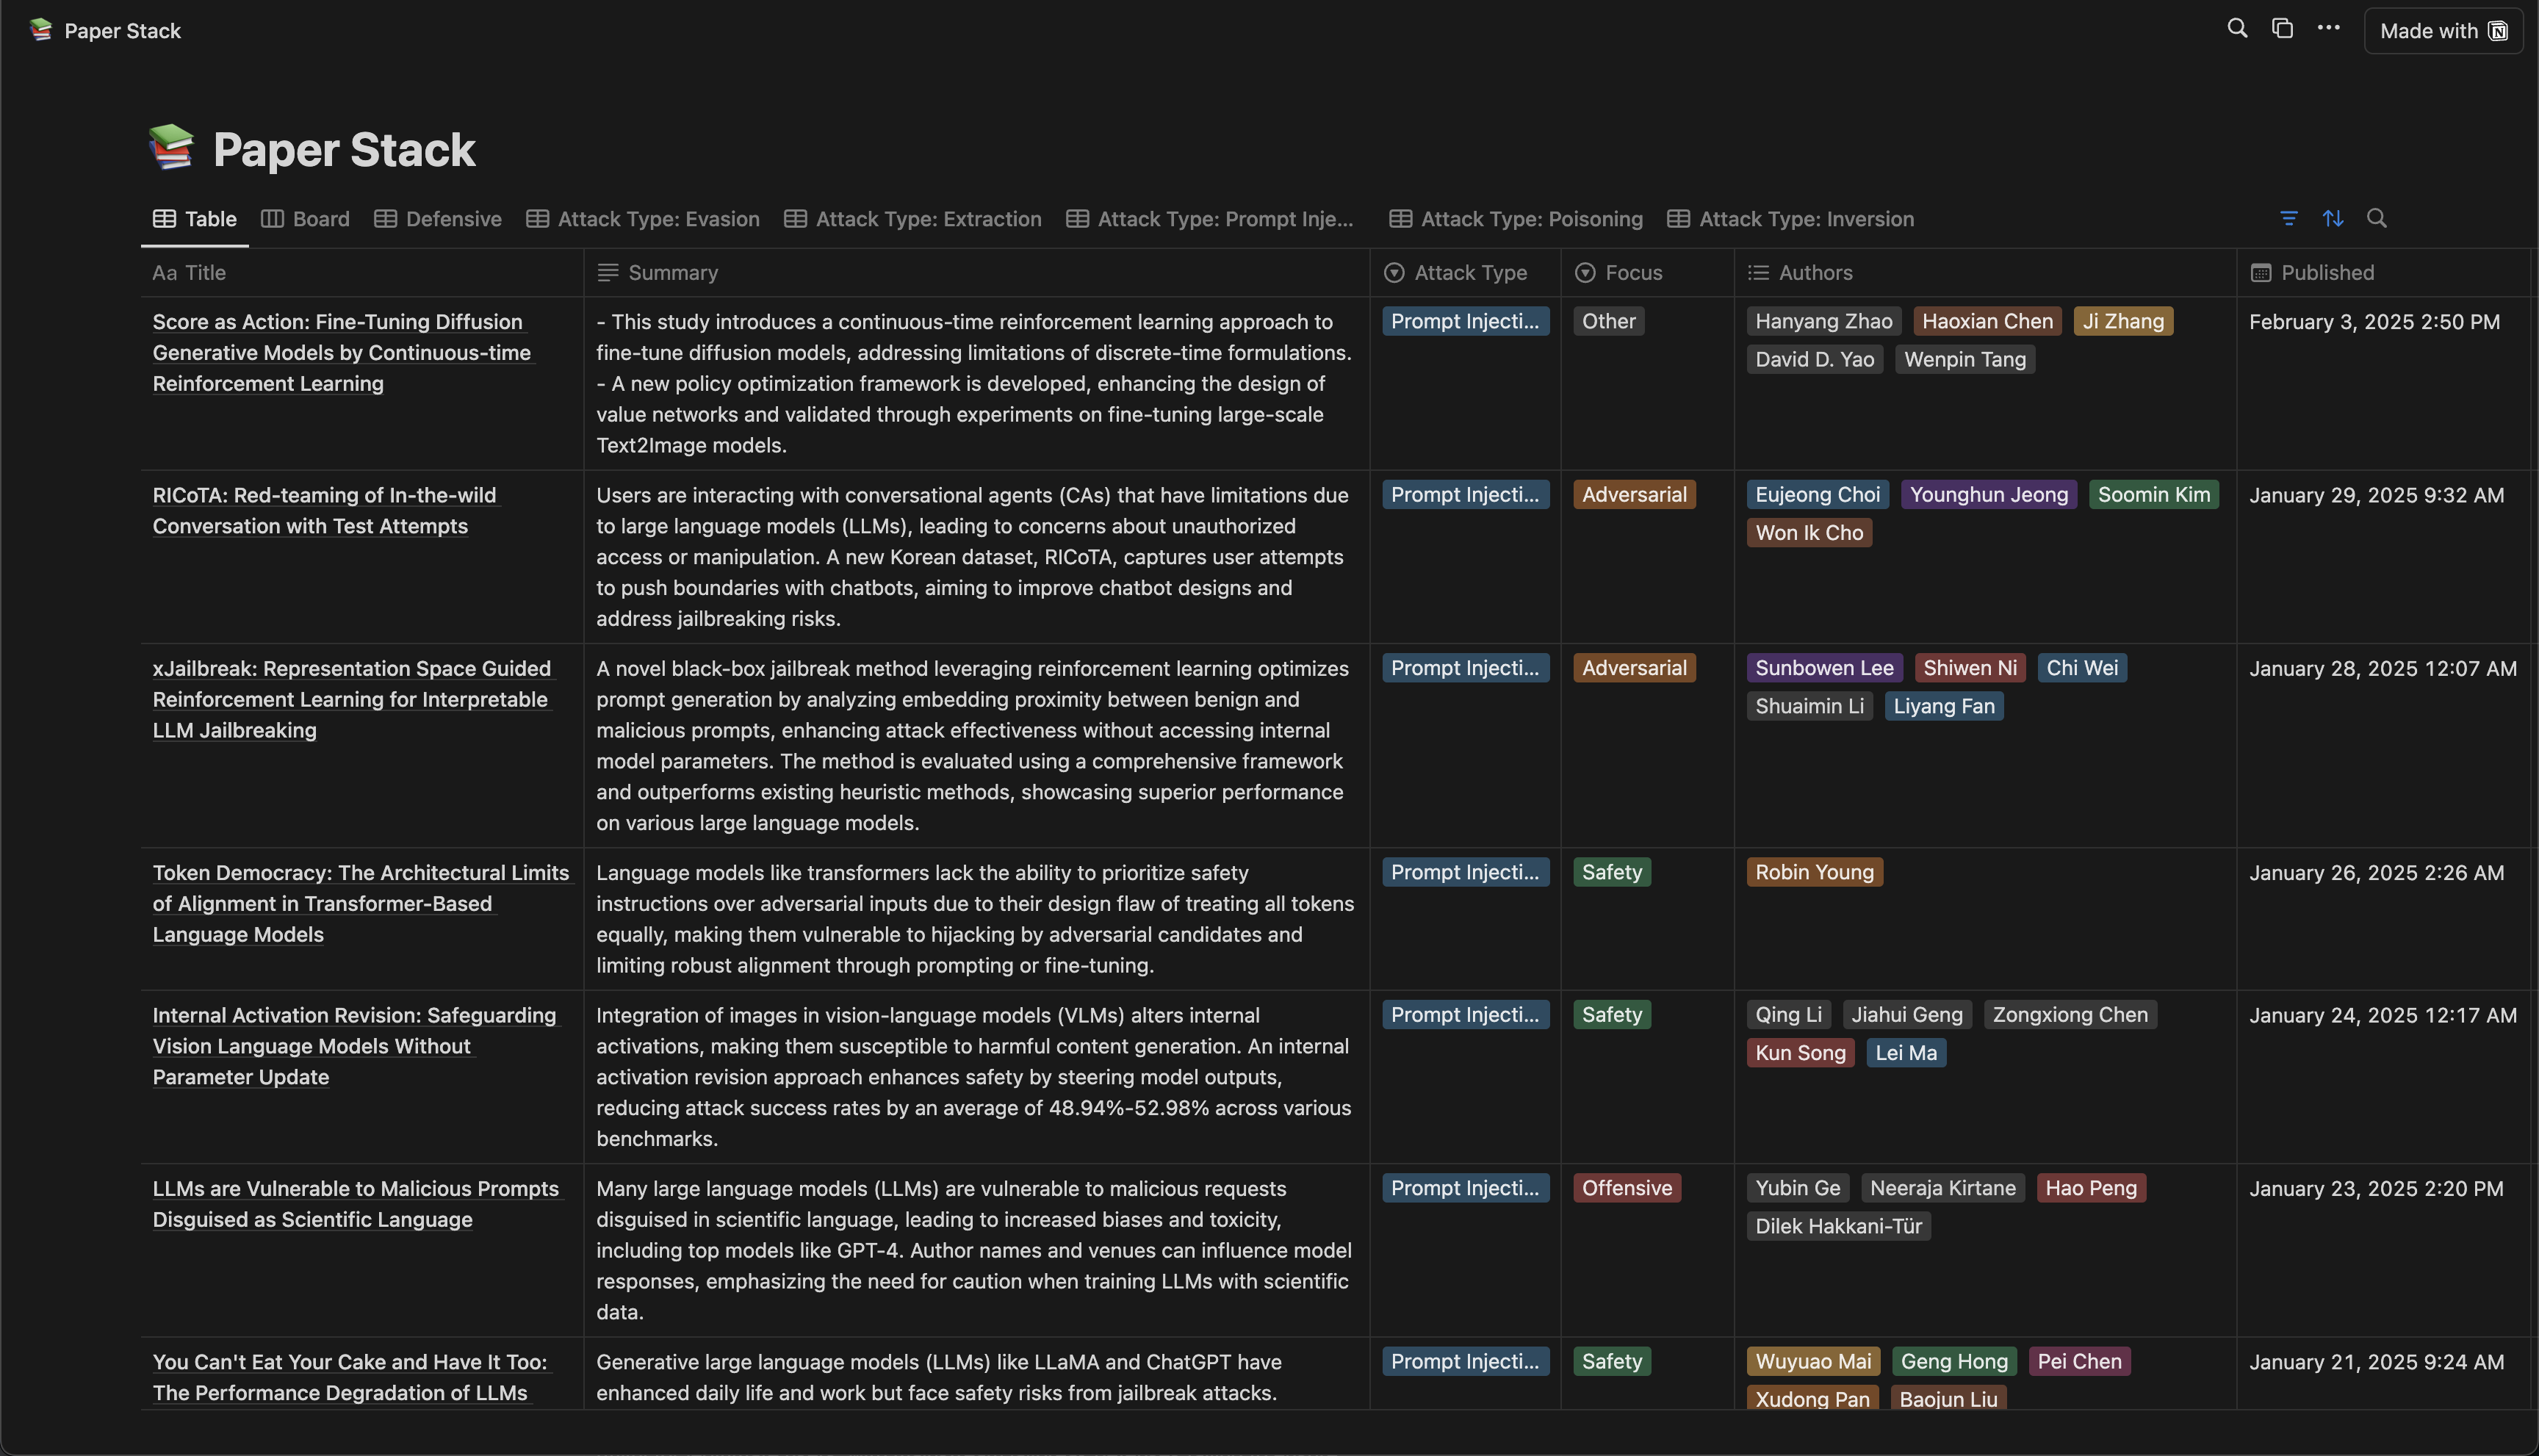 Paper Stack
Made with
Paper Stack
Table
Board
Defensive
Attack Type: Evasion
Attack Type: Extraction
Attack Type: Prompt Inje...
Attack Type: Poisoning
Attack Type: Inversion
Aa Title
Summary
Attack Type
Focus
Authors
Published
Score as Action: Fine-Tuning Diffusion
Generative Models by Continuous-time
Reinforcement Learning
- This study introduces a continuous-time reinforcement learning approach to
fine-tune diffusion models, addressing limitations of discrete-time formulations.
- A new policy optimization framework is developed, enhancing the design of
value networks and validated through experiments on fine-tuning large-scale
Text2Image models.
Prompt Injecti...
Other
Hanyang Zhao Haoxian Chen Ji Zhang
David D. Yao Wenpin Tang
February 3, 2025 2:50 PM
RICoTA: Red-teaming of In-the-wild
Conversation with Test Attempts
Users are interacting with conversational agents (CAs) that have limitations due
to large language models (LLMs), leading to concerns about unauthorized
access or manipulation. A new Korean dataset, RICoTA, captures user attempts
to push boundaries with chatbots, aiming to improve chatbot designs and
address jailbreaking risks.
Prompt Injecti...
Adversarial
Eujeong Choi Younghun Jeong Soomin Kim
Won Ik Cho
January 29, 2025 9:32 AM
xJailbreak: Representation Space Guided
Reinforcement Learning for Interpretable
LLM Jailbreaking
A novel black-box jailbreak method leveraging reinforcement learning optimizes
prompt generation by analyzing embedding proximity between benign and
malicious prompts, enhancing attack effectiveness without accessing internal
model parameters. The method is evaluated using a comprehensive framework
and outperforms existing heuristic methods, showcasing superior performance
on various large language models.
Prompt Injecti...
Adversarial
Sunbowen Lee Shiwen Ni Chi Wei
Shuaimin Li Liyang Fan
January 28, 2025 12:07 AM
Token Democracy: The Architectural Limits
of Alignment in Transformer-Based
Language Models
Language models like transformers lack the ability to prioritize safety
instructions over adversarial inputs due to their design flaw of treating all tokens
equally, making them vulnerable to hijacking by adversarial candidates and
limiting robust alignment through prompting or fine-tuning.
Prompt Injecti...
Safety
Robin Young
January 26, 2025 2:26 AM
Internal Activation Revision: Safeguarding
Vision Language Models Without
Parameter Update
Integration of images in vision-language models (VLMs) alters internal
activations, making them susceptible to harmful content generation. An internal
activation revision approach enhances safety by steering model outputs,
reducing attack success rates by an average of 48.94%-52.98% across various
benchmarks.
Prompt Injecti...
Safety
Qing Li Jiahui Geng Zongxiong Chen
Kun Song Lei Ma
January 24, 2025 12:17 AM
LLMs are Vulnerable to Malicious Prompts
Disguised as Scientific Language
Many large language models (LLMs) are vulnerable to malicious requests
disguised in scientific language, leading to increased biases and toxicity,
including top models like GPT-4. Author names and venues can influence model
responses, emphasizing the need for caution when training LLMs with scientific
data.
Prompt Injecti...
Offensive
Yubin Ge Neeraja Kirtane Hao Peng
Dilek Hakkani-Tür
January 23, 2025 2:20 PM
You Can't Eat Your Cake and Have It Too:
The Performance Degradation of LLMs
Generative large language models (LLMs) like LLaMA and ChatGPT have
enhanced daily life and work but face safety risks from jailbreak attacks.
Prompt Injecti...
Safety
Wuyuao Mai Geng Hong Pei Chen
Xudong Pan Baojun Liu
January 21, 2025 9:24 AM